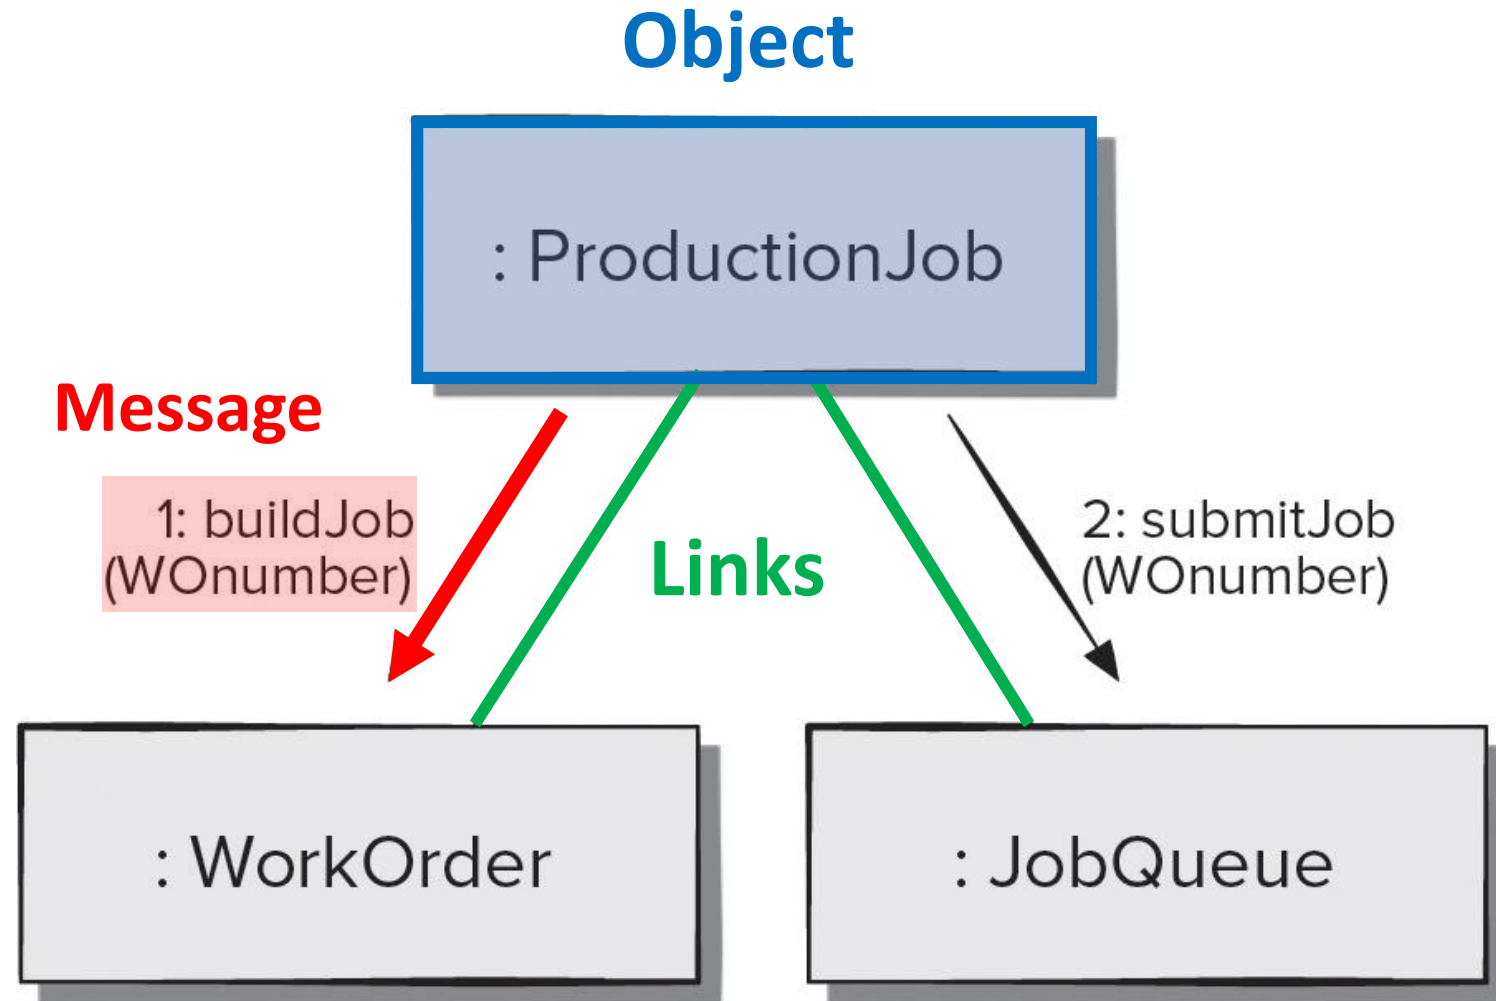 Object
: ProductionJob
Message
1: buildJob
(WOnumber)
Links
2: submitJob
(WOnumber)
: WorkOrder
: JobQueue